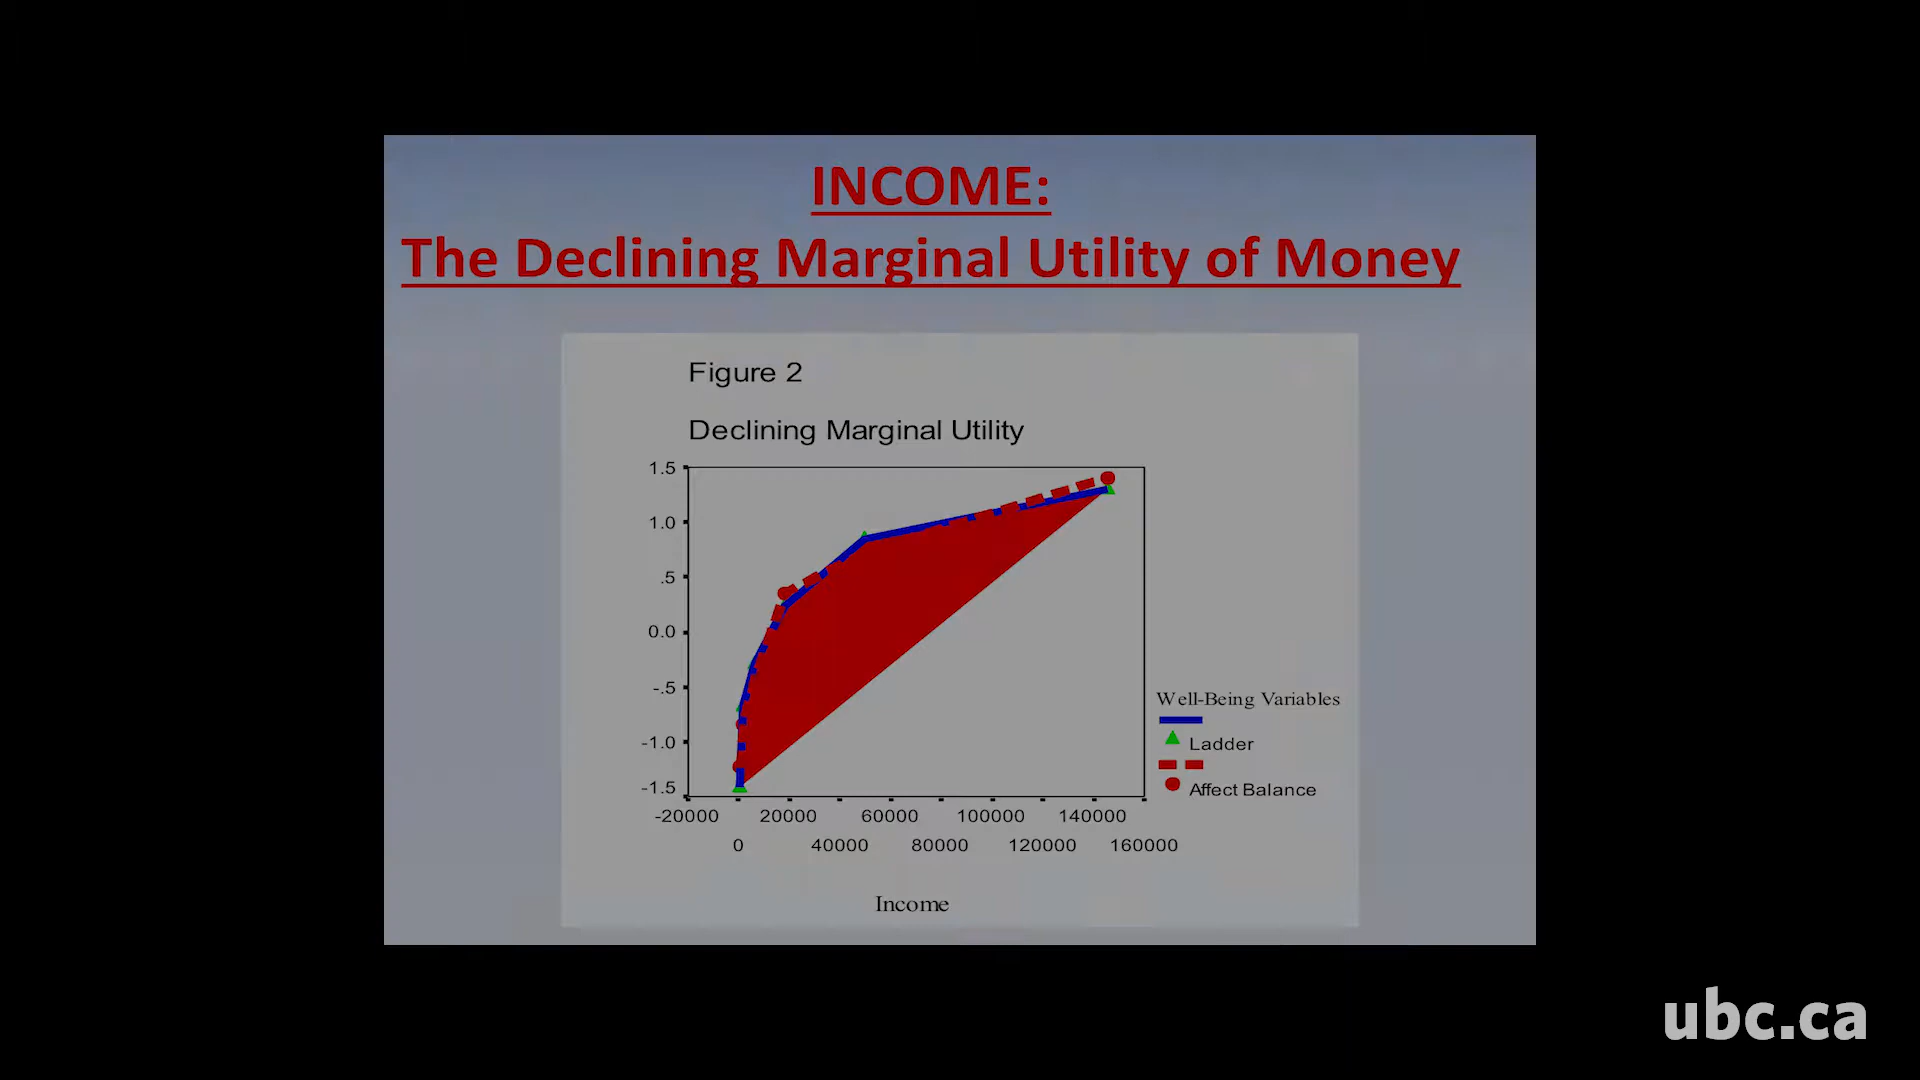 INCOME:
The Declining Marginal Utility of Money
Figure 2
Declining Marginal Utility
1.5
1.0
.5
0.0
-.5
-1.0
-1.5
-20000 20000 60000 100000 140000
0 40000 80000 120000 160000
Income
Well-Being Variables
Ladder
Affect Balance
ubc.ca